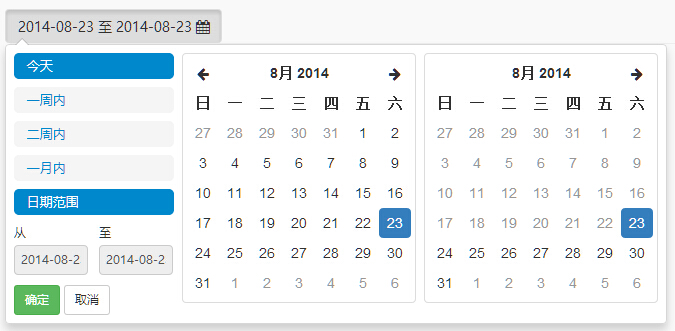 2014-08-23 至 2014-08-23
今天
一周内
二周内
一月内
日期范围
从 至
2014-08-2 2014-08-2
确定 取消
8月 2014
日 一 二 三 四 五 六
27 28 29 30 31 1 2
3 4 5 6 7 8 9
10 11 12 13 14 15 16
17 18 19 20 21 22 23
24 25 26 27 28 29 30
31 1 2 3 4 5 6
8月 2014
日 一 二 三 四 五 六
27 28 29 30 31 1 2
3 4 5 6 7 8 9
10 11 12 13 14 15 16
17 18 19 20 21 22 23
24 25 26 27 28 29 30
31 1 2 3 4 5 6